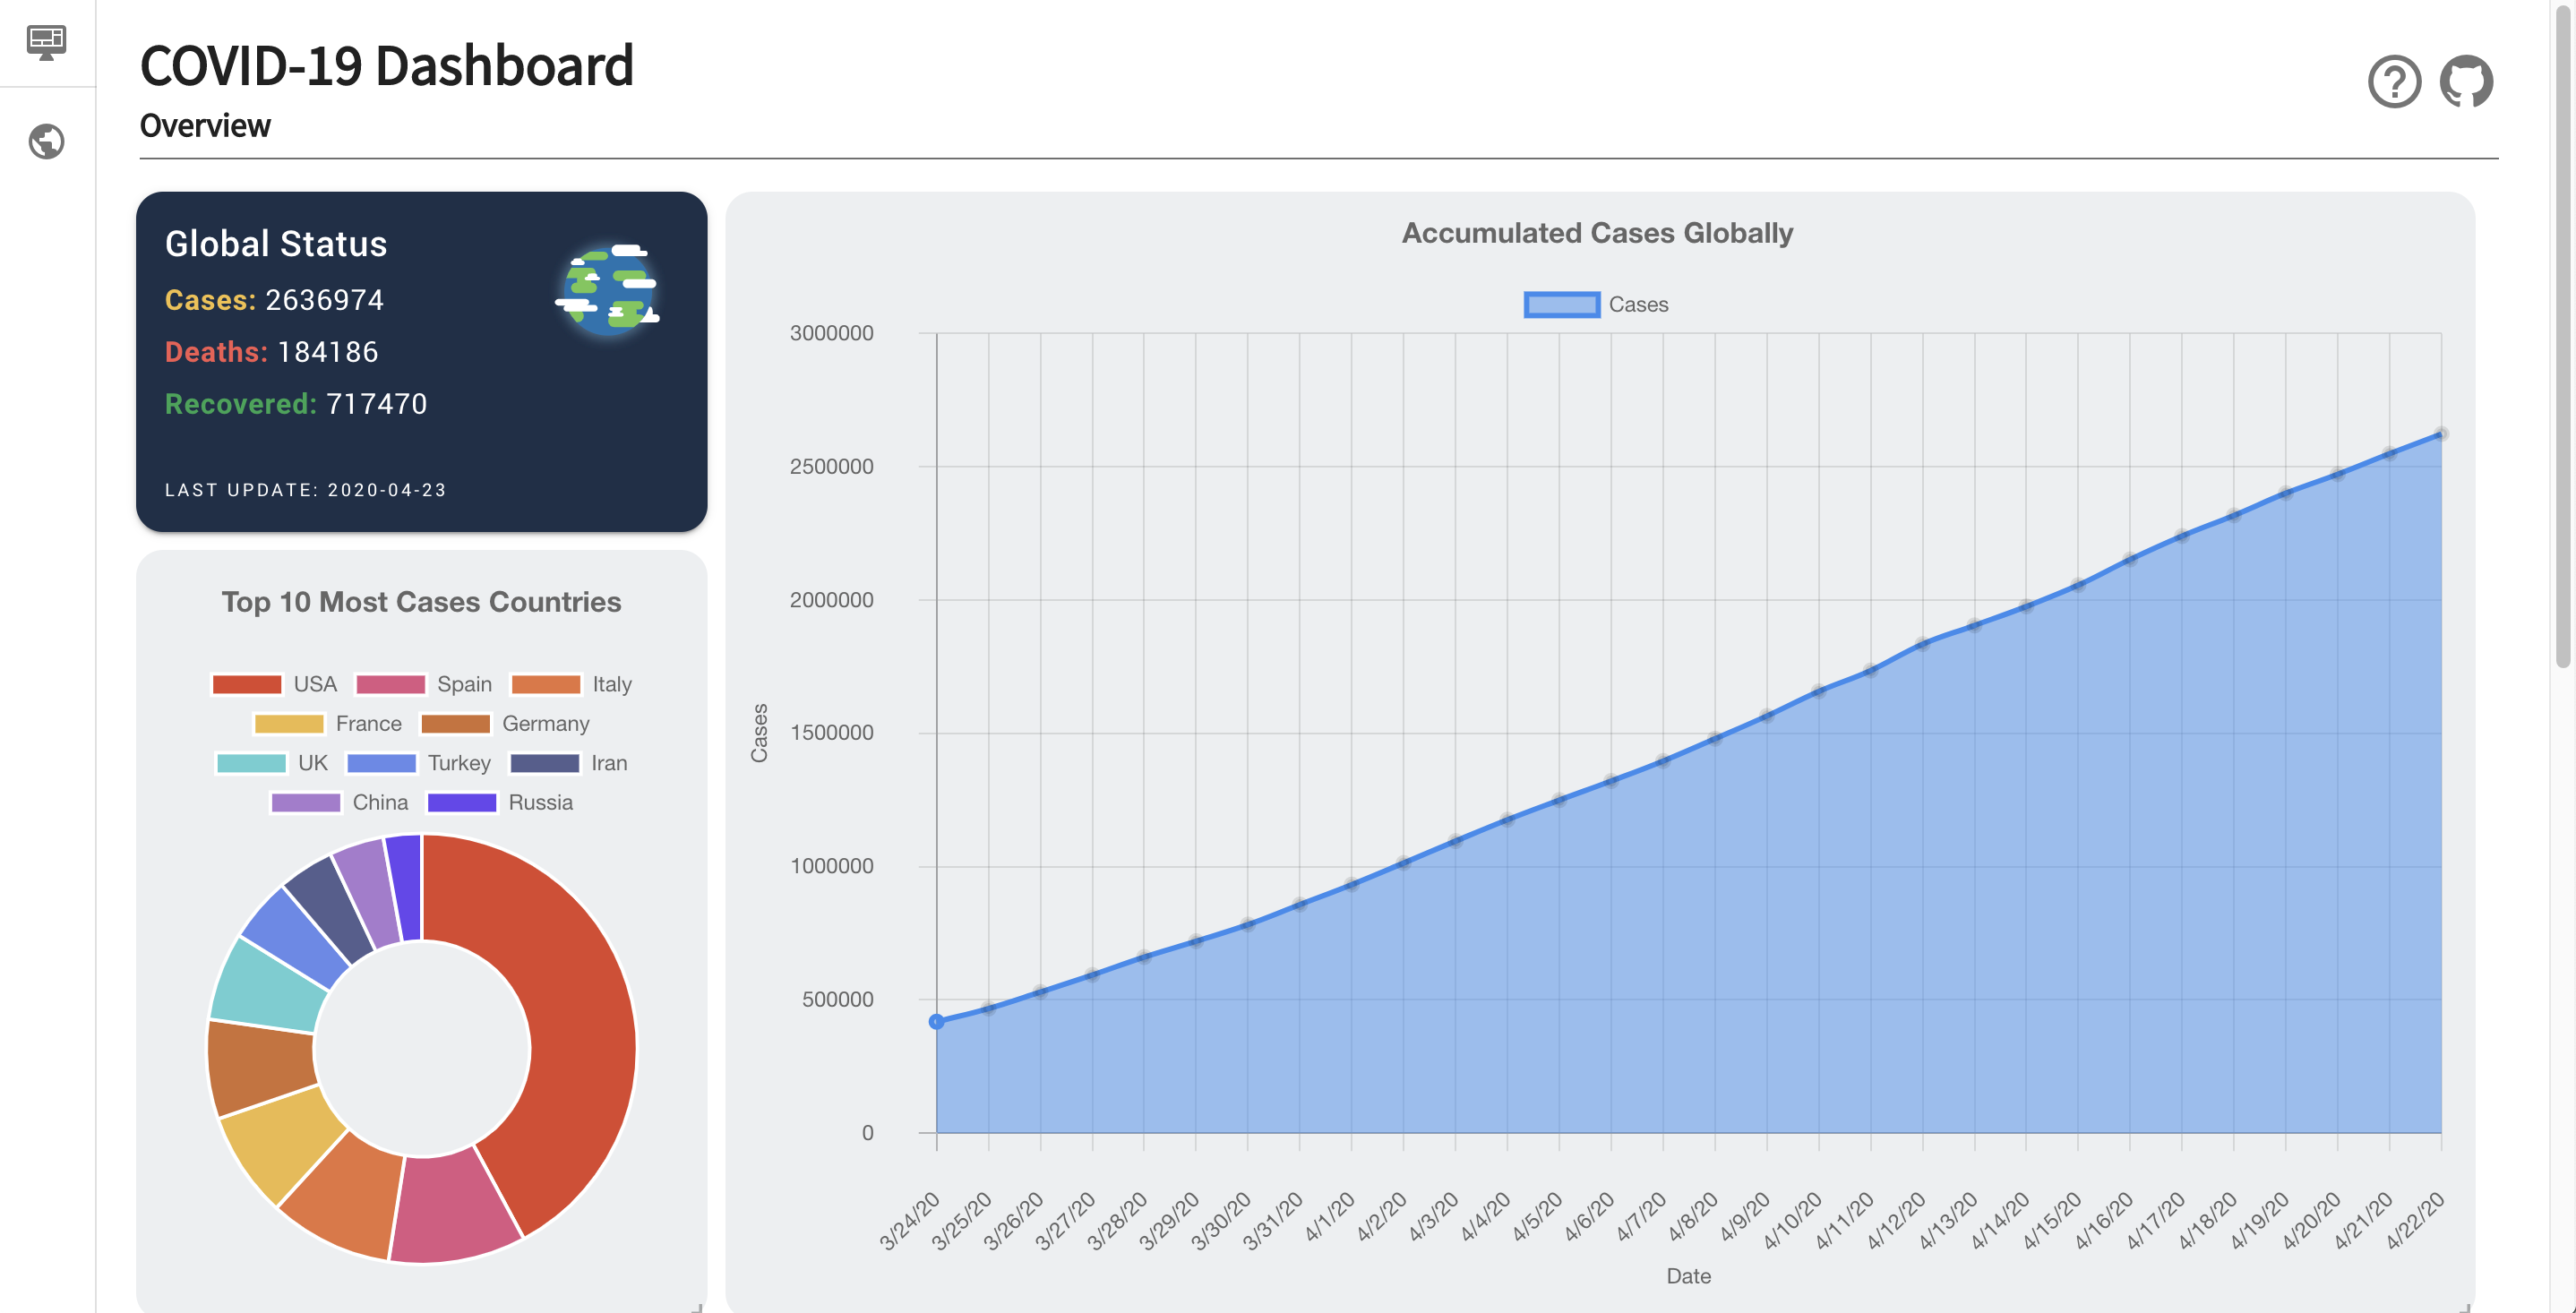 COVID-19 Dashboard
Overview
Global Status
Cases: 2636974
Deaths: 184186
Recovered: 717470
LAST UPDATE: 2020-04-23
Top 10 Most Cases Countries
USA Spain Italy
France Germany
UK Turkey Iran
China Russia
Accumulated Cases Globally
Cases
3000000
2500000
2000000
1500000
1000000
500000
0
Cases
3/24/20 3/25/20 3/26/20 3/27/20 3/28/20 3/29/20 3/30/20 3/31/20 4/1/20 4/2/20 4/3/20 4/4/20 4/5/20 4/6/20 4/7/20 4/8/20 4/9/20 4/10/20 4/11/20 4/12/20 4/13/20 4/14/20 4/15/20 4/16/20 4/17/20 4/18/20 4/19/20 4/20/20 4/21/20 4/22/20
Date